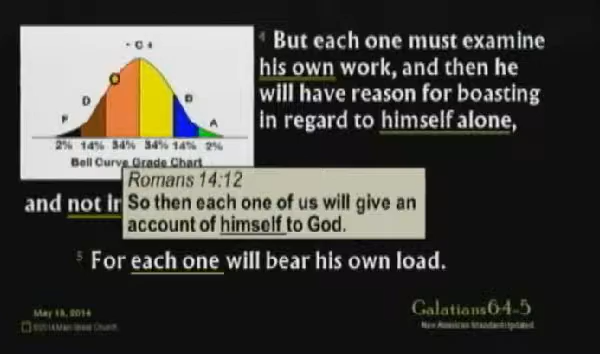 - C +
D
B
F
A
2% 14% 34% 34% 14% 2%
Bell Curve Grade Chart
4 But each one must examine
his own work, and then he
will have reason for boasting
in regard to himself alone,
and not in
Romans 14:12
So then each one of us will give an
account of himself to God.
5 For each one will bear his own load.
May 18, 2014
Galatians 6:4-5
New American Standard Updated